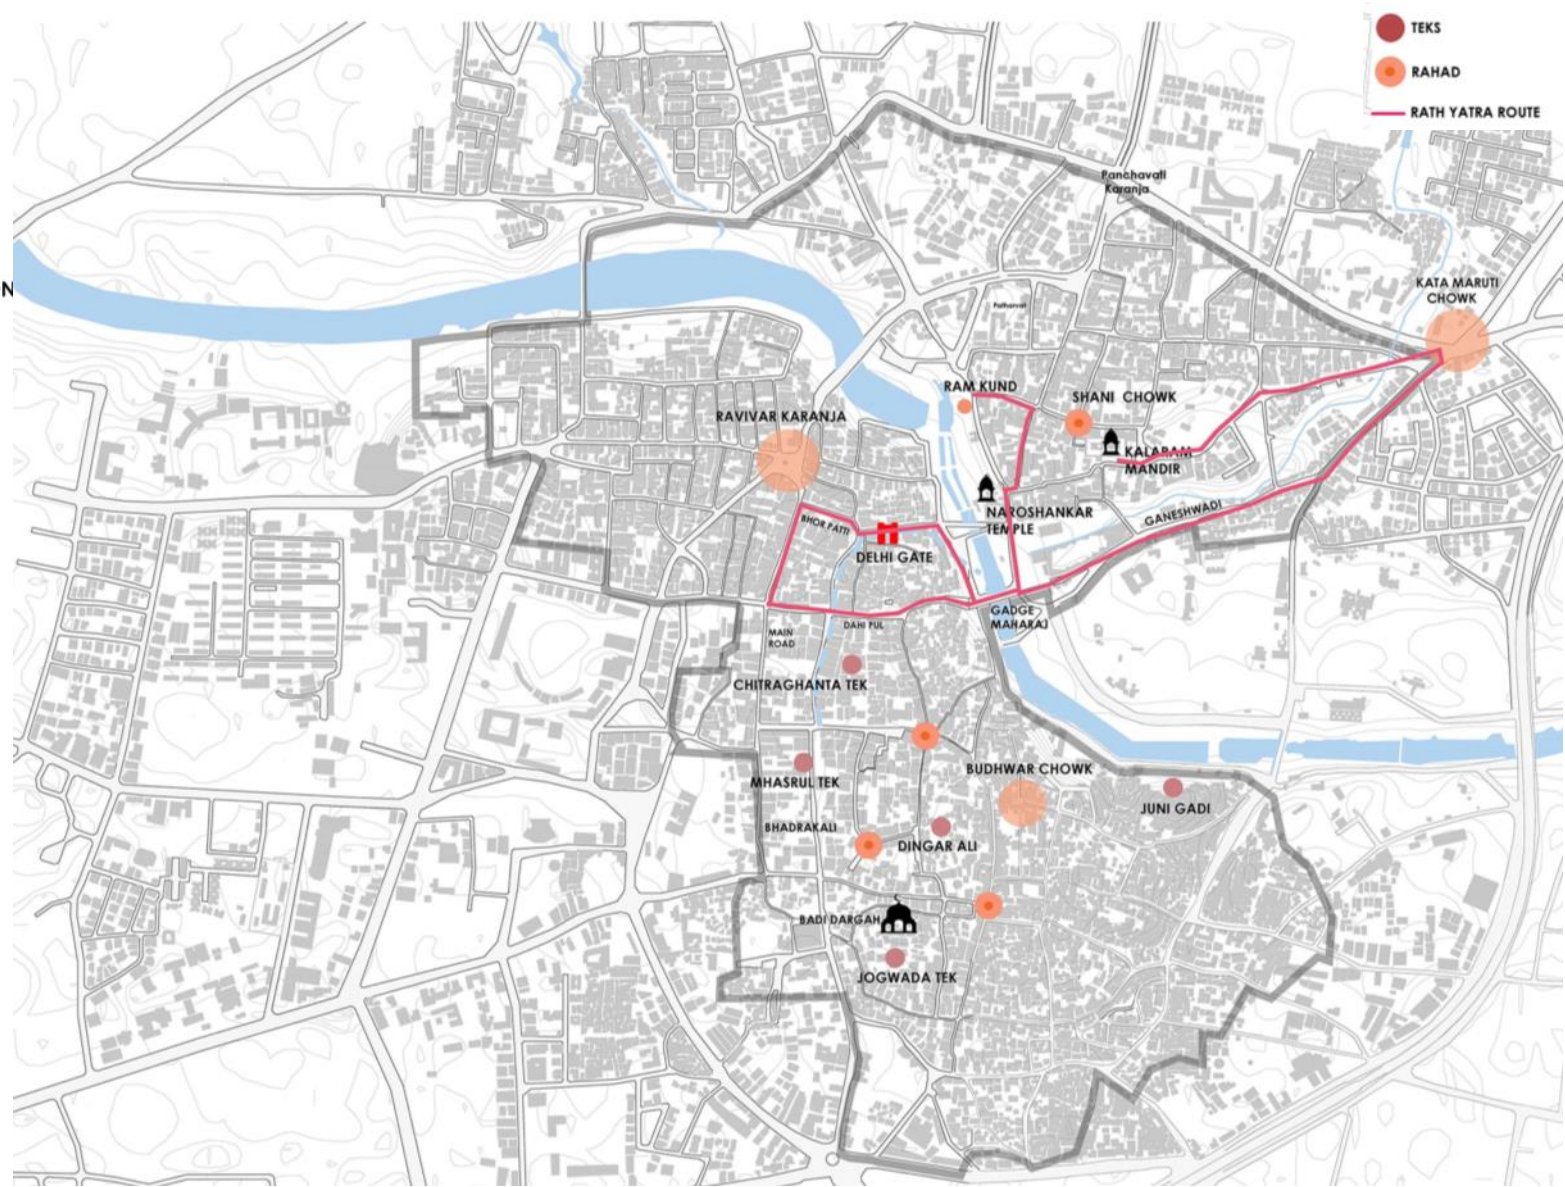 TEKS
RAHAD
RATH YATRA ROUTE
Panchavati
Karanja
KATA MARUTI
CHOWK
Patharvat
RAM KUND
SHANI CHOWK
RAVIVAR KARANJA
KALARAM
MANDIR
NAROSHANKAR
TEMPLE
GANESHWADI
BHOR PATTI
DELHI GATE
GADGE
MAHARAJ
DAHI PUL
MAIN
ROAD
CHITRAGHANTA TEK
BUDHWAR CHOWK
MHASRUL TEK
JUNI GADI
BHADRAKALI
DINGAR ALI
BADI DARGAH
JOGWADA TEK